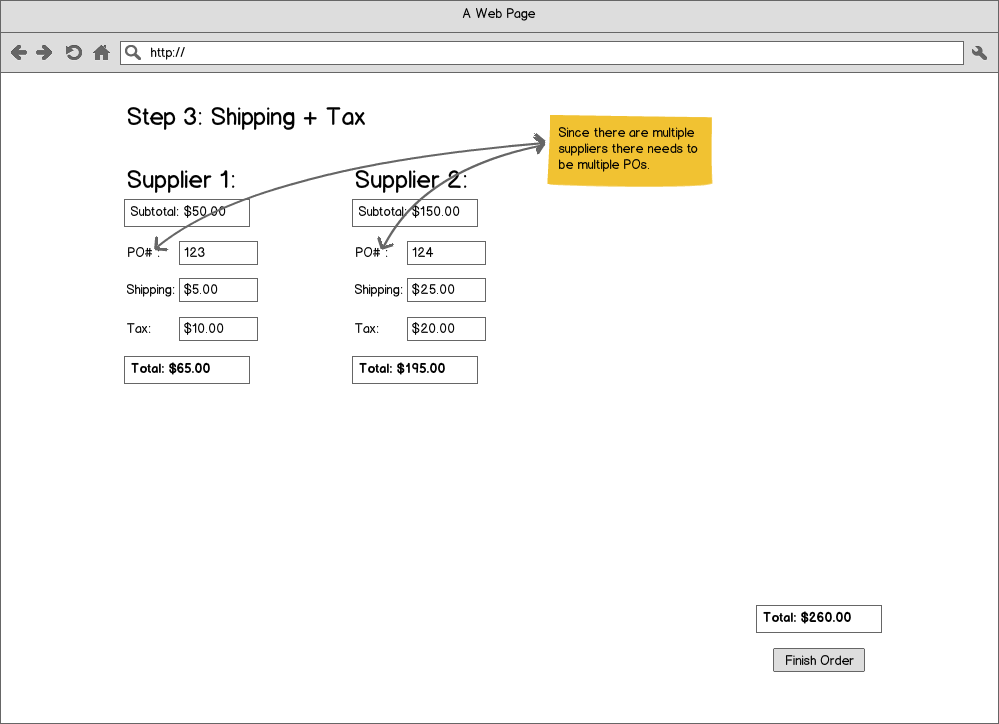 A Web Page
http://
Step 3: Shipping + Tax
Since there are multiple
suppliers there needs to
be multiple POs.
Supplier 1:
Subtotal: $50.00
PO# : 123
Shipping: $5.00
Tax: $10.00
Total: $65.00
Supplier 2:
Subtotal: $150.00
PO# : 124
Shipping: $25.00
Tax: $20.00
Total: $195.00
Total: $260.00
Finish Order